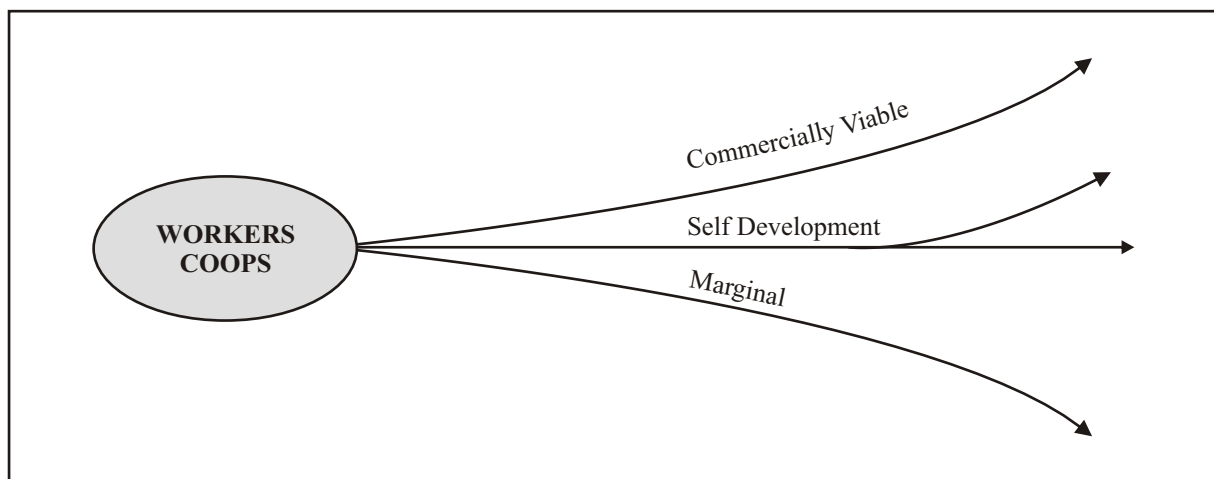 Commercially Viable
WORKERS
COOPS
Self Development
Marginal